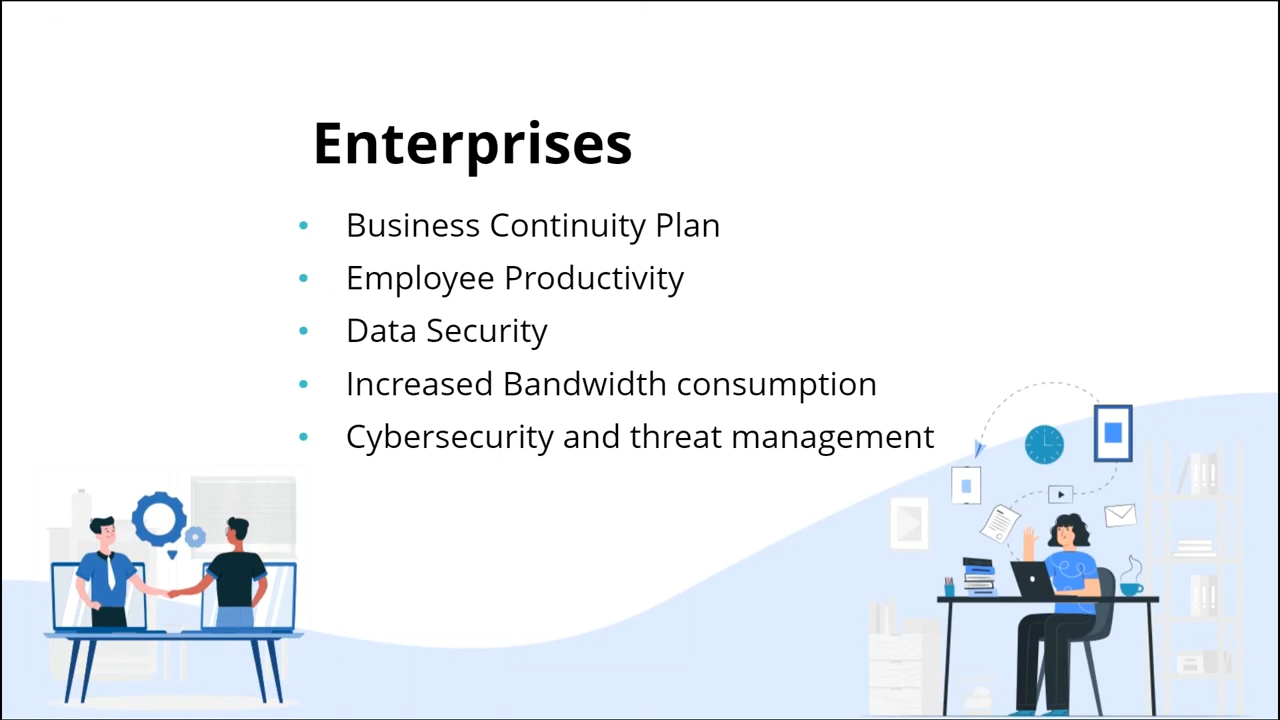 Enterprises
• Business Continuity Plan
• Employee Productivity
• Data Security
• Increased Bandwidth consumption
• Cybersecurity and threat management